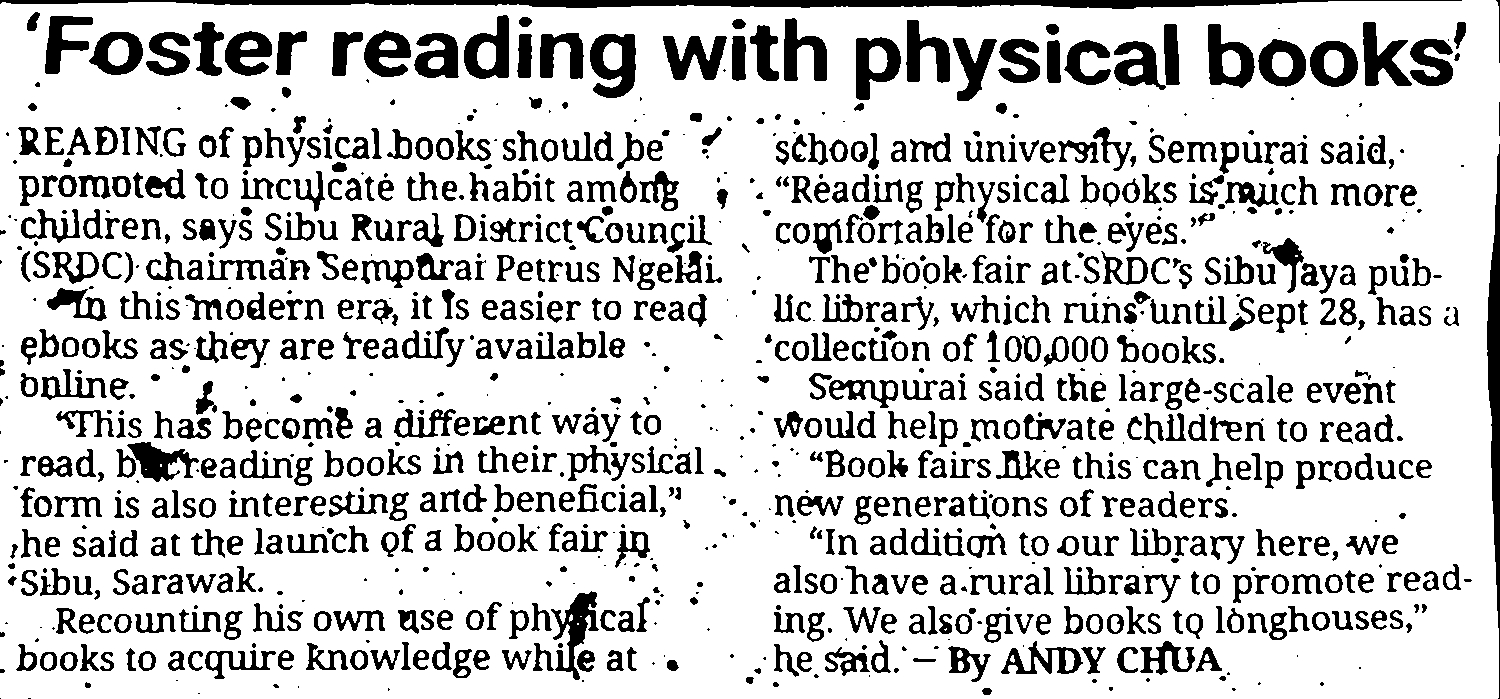 'Foster reading with physical books'
READING of physical books should be
promoted to inculcate the habit among
children, says Sibu Rural District Council
(SRDC) chairman Sempurai Petrus Ngelai.
"In this modern era, it is easier to read
ebooks as they are readily available
online.
"This has become a different way to
read, but reading books in their physical
form is also interesting and beneficial,"
he said at the launch of a book fair in
Sibu, Sarawak.
Recounting his own use of physical
books to acquire knowledge while at
school and university, Sempurai said,
"Reading physical books is much more
comfortable for the eyes."
The book fair at SRDC's Sibu Jaya pub-
lic library, which runs until Sept 28, has a
collection of 100,000 books.
Sempurai said the large-scale event
would help motivate children to read.
"Book fairs like this can help produce
new generations of readers.
"In addition to our library here, we
also have a rural library to promote read-
ing. We also give books to longhouses,"
he said. – By ANDY CHUA